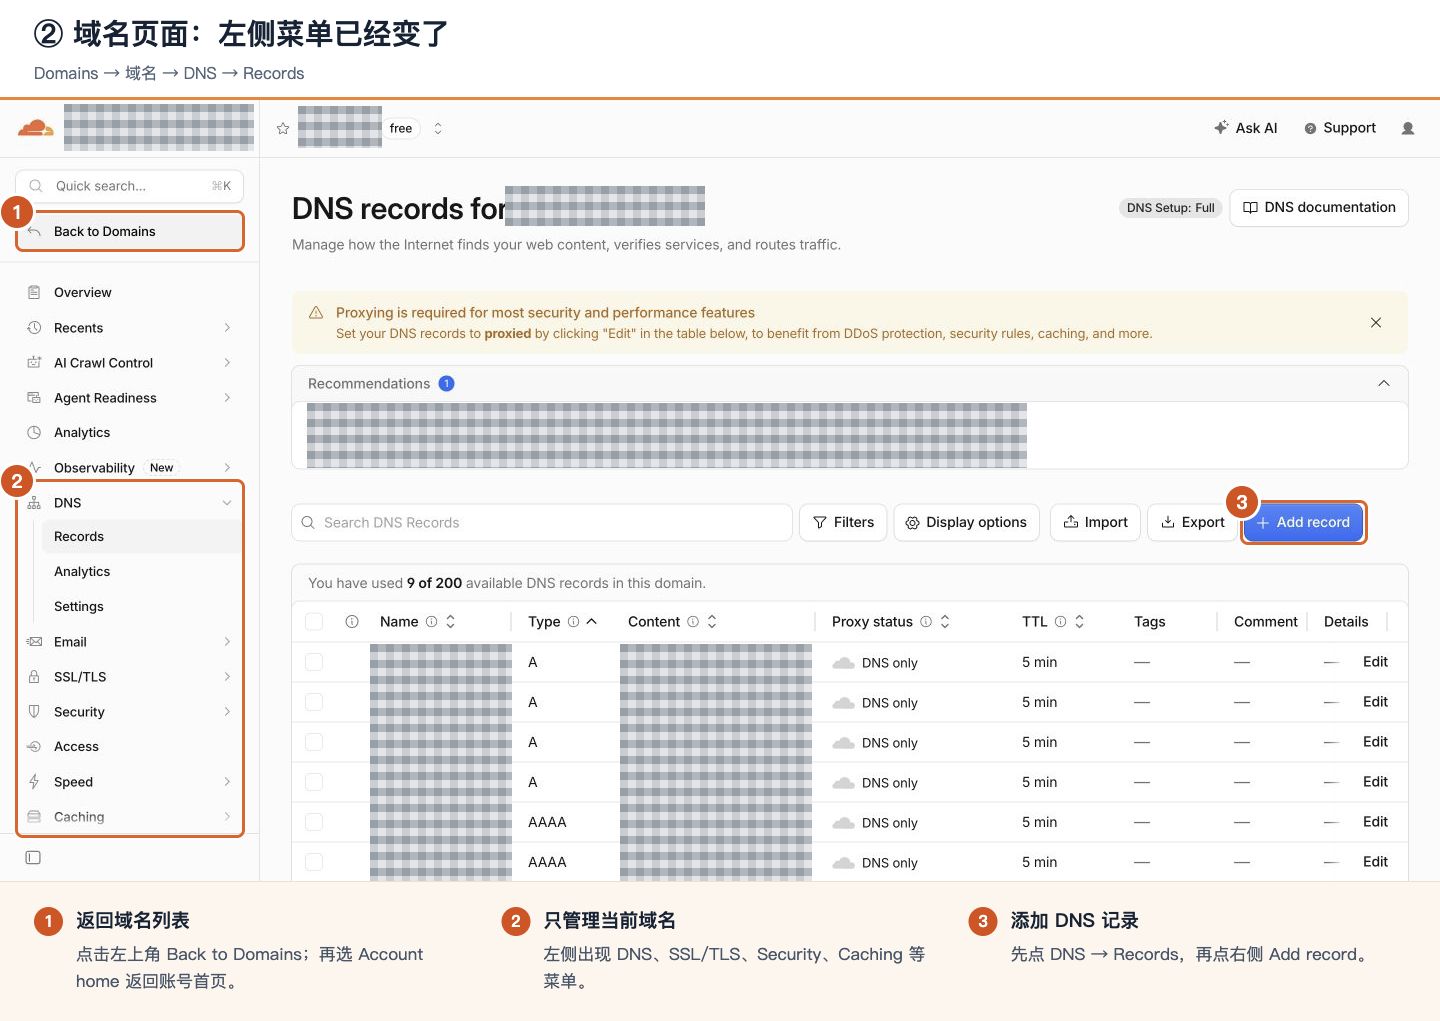 ② 域名页面：左侧菜单已经变了
Domains → 域名 → DNS → Records
free
Ask AI
Support
Quick search...
⌘K
1
Back to Domains
DNS records for
DNS Setup: Full
DNS documentation
Manage how the Internet finds your web content, verifies services, and routes traffic.
Overview
Recents
AI Crawl Control
Agent Readiness
Analytics
Observability New
2
DNS
Records
Analytics
Settings
Email
SSL/TLS
Security
Access
Speed
Caching
Proxying is required for most security and performance features
Set your DNS records to proxied by clicking "Edit" in the table below, to benefit from DDoS protection, security rules, caching, and more.
Recommendations 1
Search DNS Records
Filters
Display options
Import
Export
3
+ Add record
You have used 9 of 200 available DNS records in this domain.
Name Type Content Proxy status TTL Tags Comment Details
A DNS only 5 min — — — Edit
A DNS only 5 min — — — Edit
A DNS only 5 min — — — Edit
A DNS only 5 min — — — Edit
AAAA DNS only 5 min — — — Edit
AAAA DNS only 5 min — — — Edit
1 返回域名列表
点击左上角 Back to Domains；再选 Account
home 返回账号首页。
2 只管理当前域名
左侧出现 DNS、SSL/TLS、Security、Caching 等
菜单。
3 添加 DNS 记录
先点 DNS → Records，再点右侧 Add record。